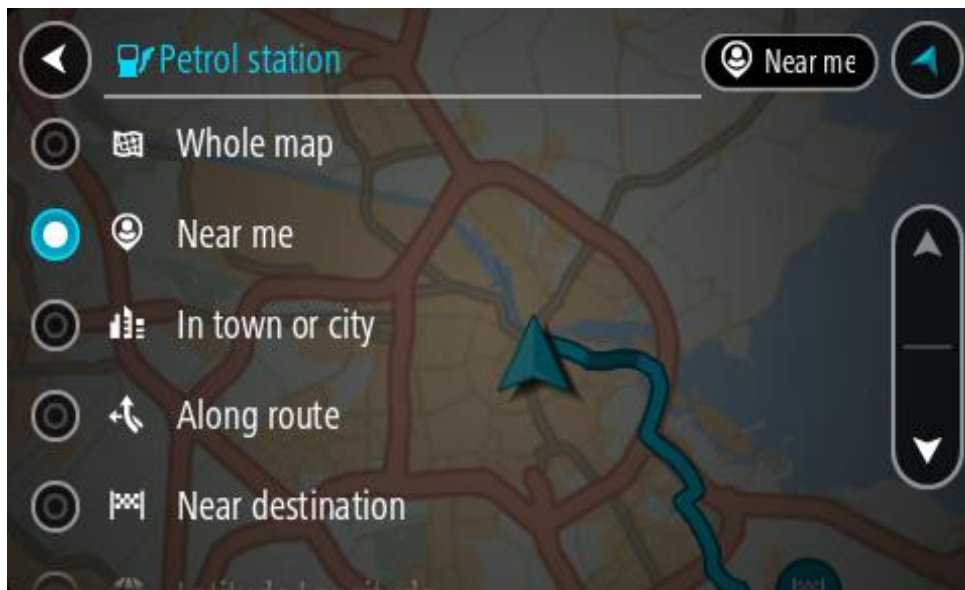 Petrol station
Near me
Whole map
Near me
In town or city
Along route
Near destination